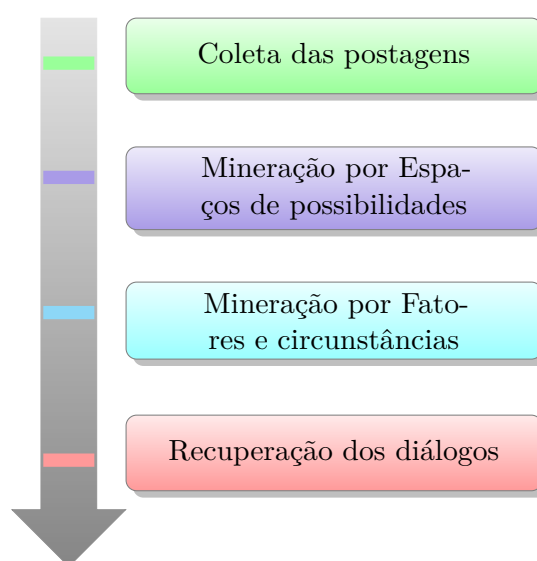 Coleta das postagens
Mineração por Espa-
ços de possibilidades
Mineração por Fato-
res e circunstâncias
Recuperação dos diálogos